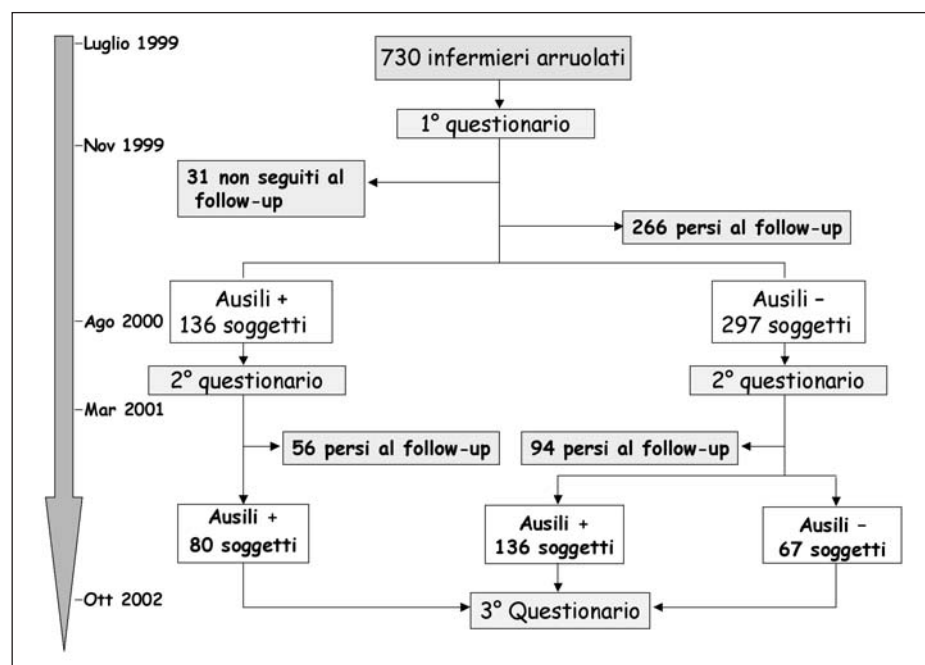 Luglio 1999
730 infermieri arruolati
1° questionario
Nov 1999
31 non seguiti al
follow-up
266 persi al follow-up
Ausili +
136 soggetti
Ausili –
297 soggetti
Ago 2000
2° questionario
2° questionario
Mar 2001
56 persi al follow-up
94 persi al follow-up
Ausili +
80 soggetti
Ausili +
136 soggetti
Ausili –
67 soggetti
Ott 2002
3° Questionario